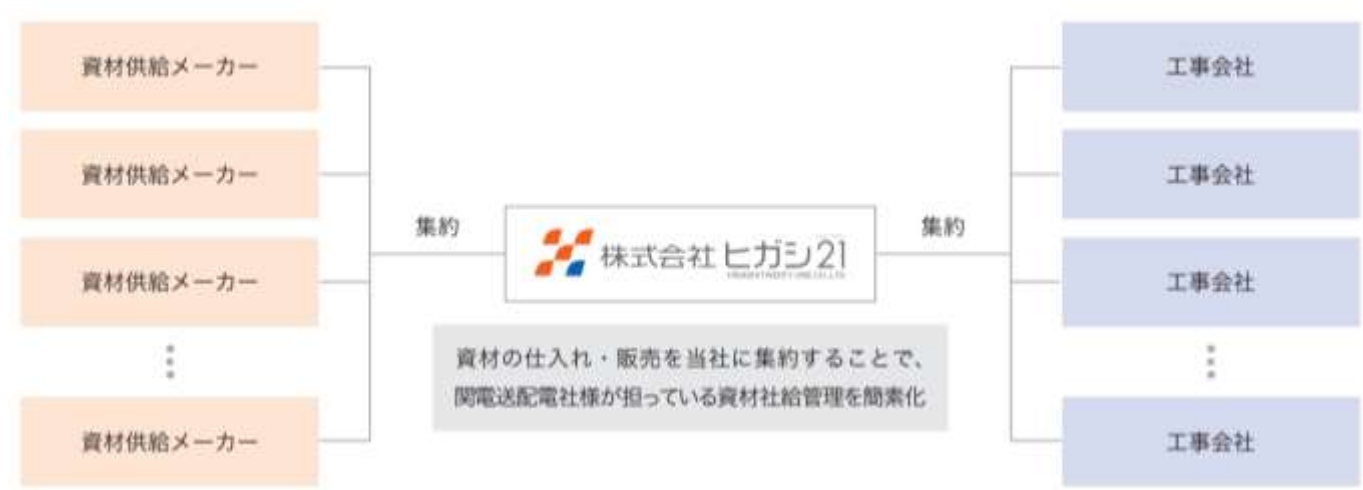 資材供給メーカー
資材供給メーカー
資材供給メーカー
資材供給メーカー
集約
株式会社 ヒガシ21
資材の仕入れ・販売を当社に集約することで、
関電送配電社様が担っている資材社給管理を簡素化
集約
工事会社
工事会社
工事会社
工事会社